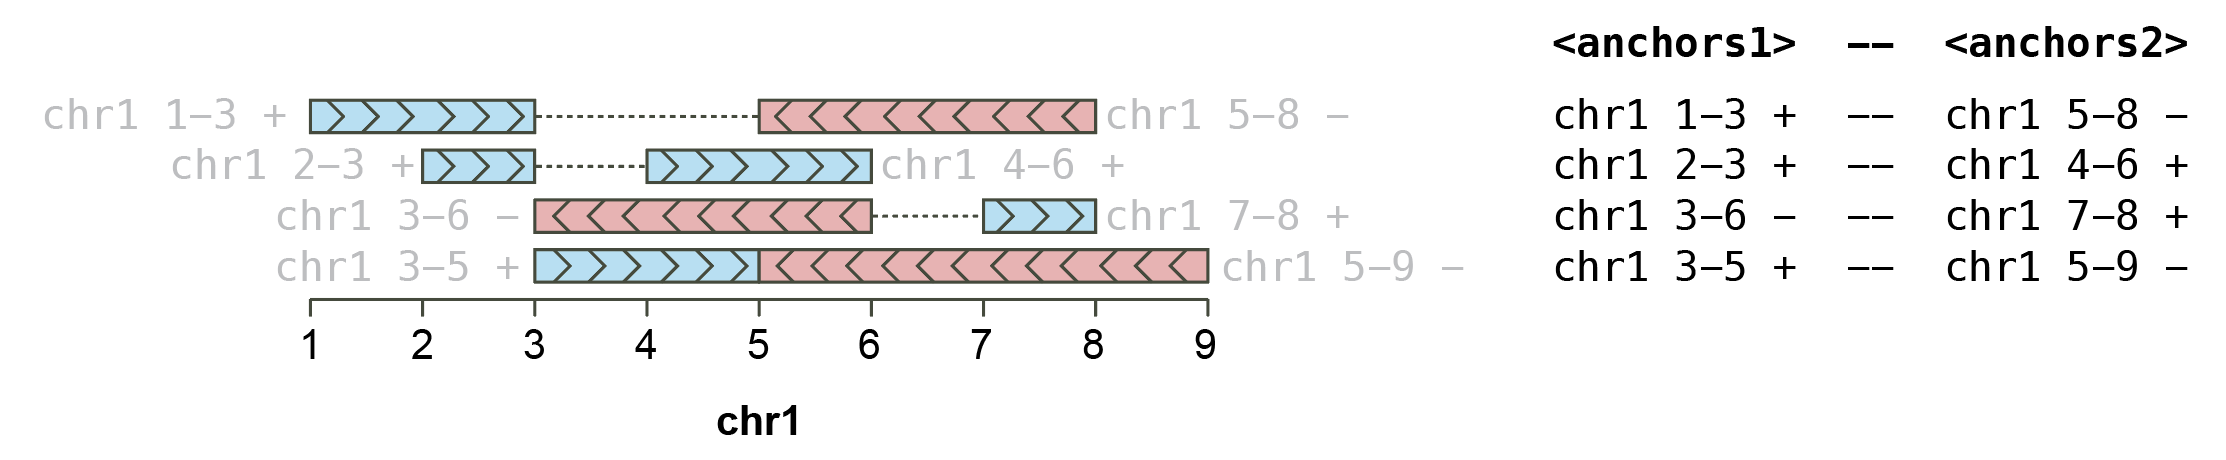 <anchors1> −− <anchors2>
chr1 1−3 + chr1 5−8 − chr1 1−3 + −− chr1 5−8 −
chr1 2−3 + chr1 4−6 + chr1 2−3 + −− chr1 4−6 +
chr1 3−6 − chr1 7−8 + chr1 3−6 − −− chr1 7−8 +
chr1 3−5 + chr1 5−9 − chr1 3−5 + −− chr1 5−9 −
1 2 3 4 5 6 7 8 9
chr1